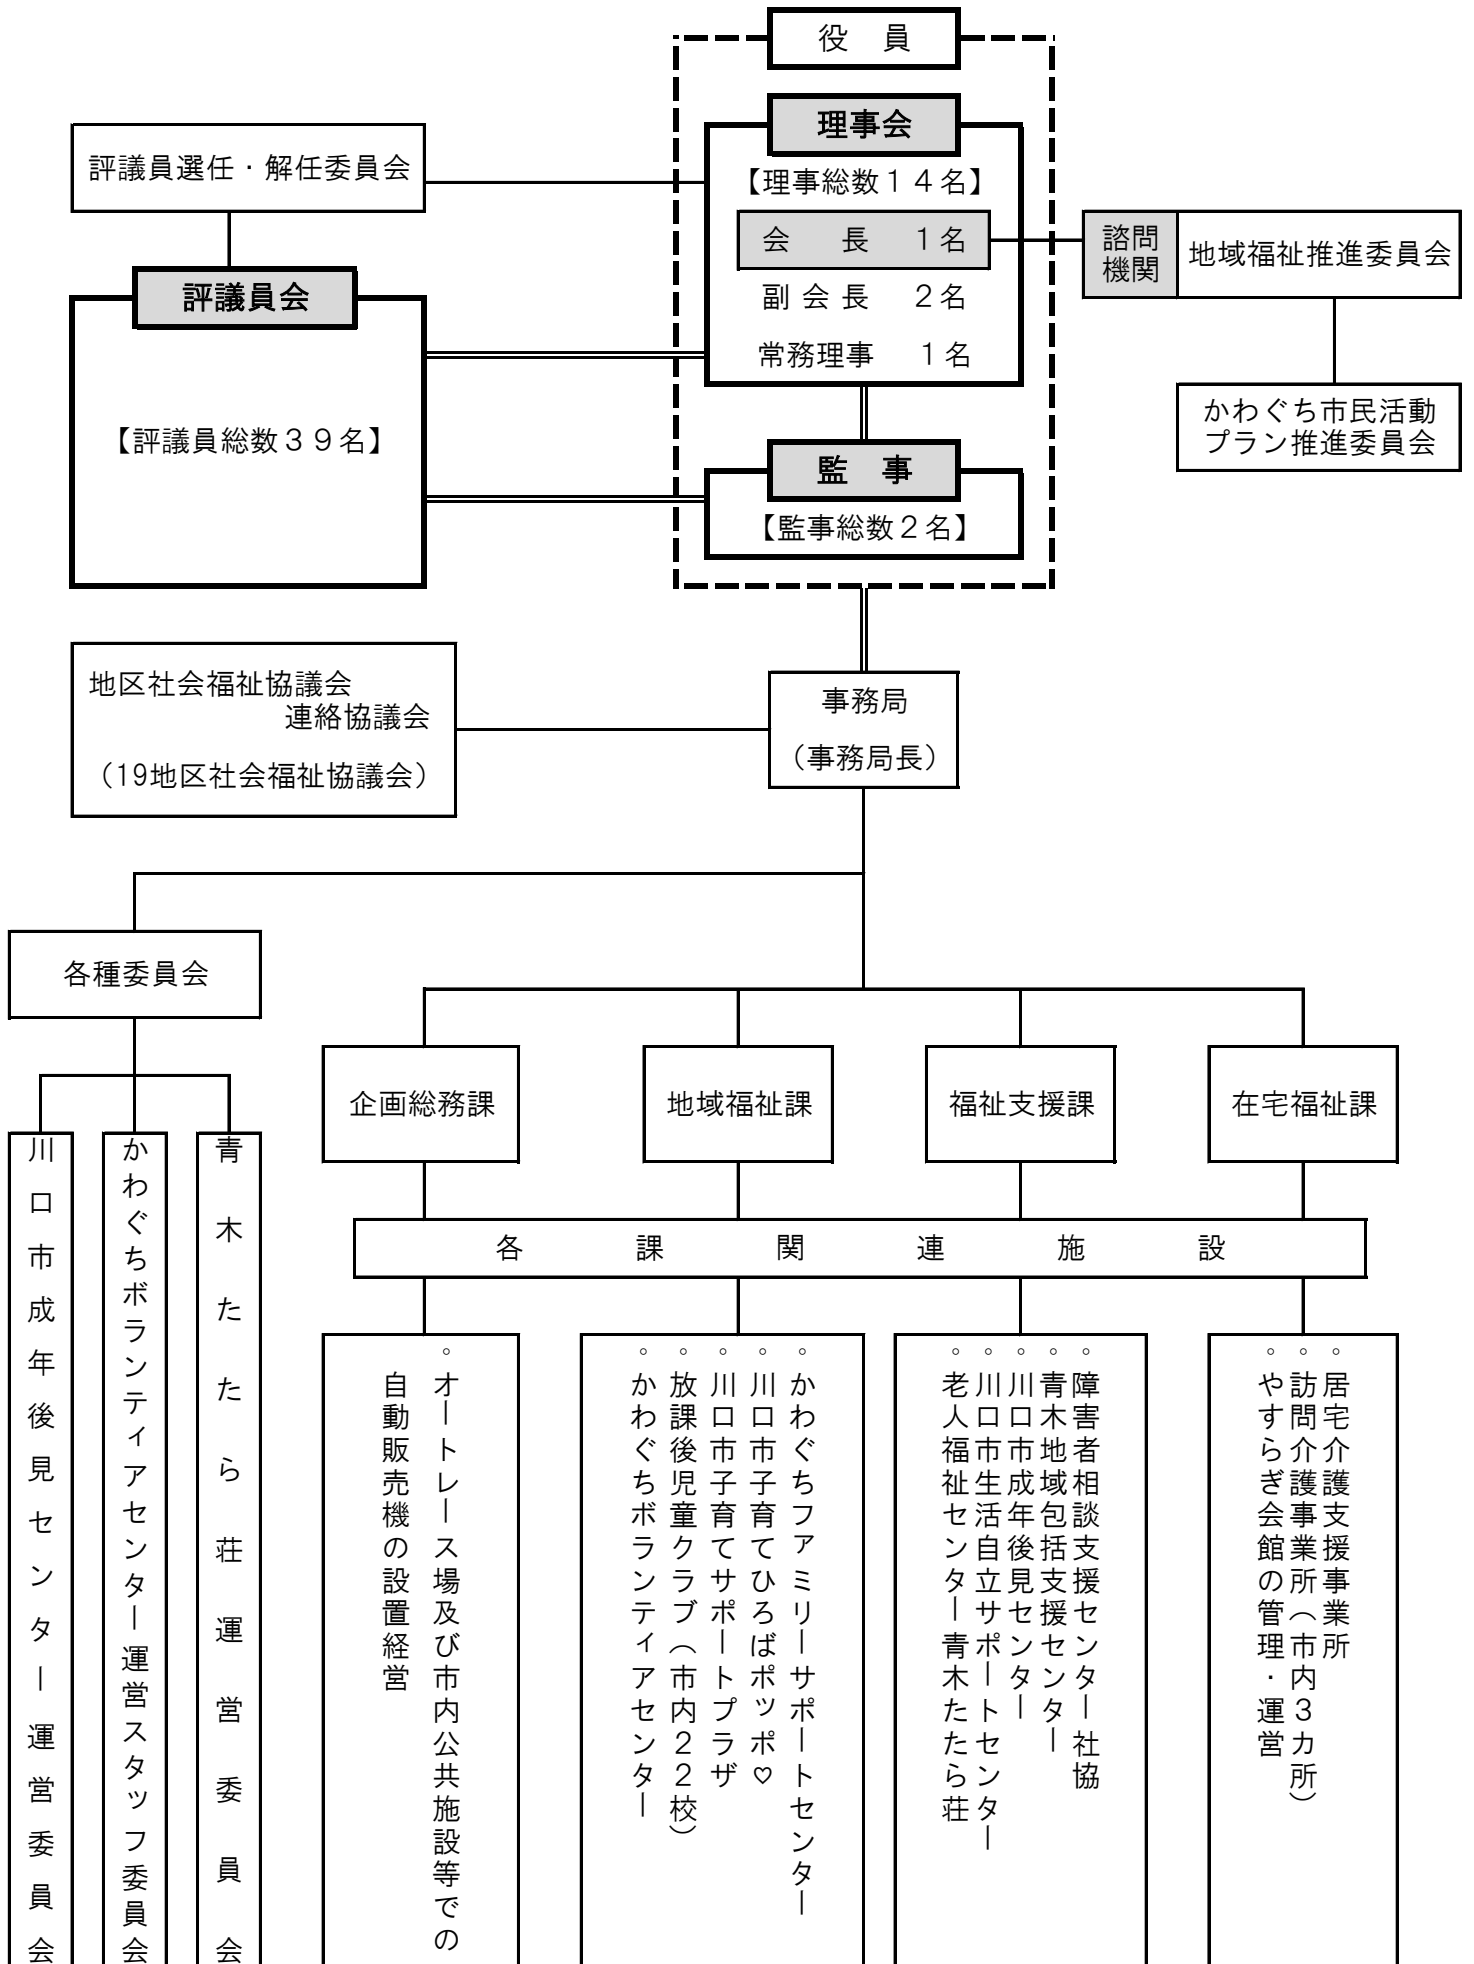 役　員
理事会
【理事総数１４名】
会　長　１名
副会長　２名
常務理事　１名
評議員選任・解任委員会
評議員会
【評議員総数３９名】
諮問
機関
地域福祉推進委員会
かわぐち市民活動
プラン推進委員会
監　事
【監事総数２名】
地区社会福祉協議会
連絡協議会
（19地区社会福祉協議会）
事務局
（事務局長）
各種委員会
企画総務課
地域福祉課
福祉支援課
在宅福祉課
各課関連施設
川口市成年後見センター運営委員会
かわぐちボランティアセンター運営スタッフ委員会
青木たたら荘運営委員会
◦オートレース場及び市内公共施設等での
自動販売機の設置経営
◦かわぐちファミリーサポートセンター
◦川口市子育てひろばポッポ♡
◦川口市子育てサポートプラザ
◦放課後児童クラブ（市内２２校）
◦かわぐちボランティアセンター
◦障害者相談支援センター社協
◦青木地域包括支援センター
◦川口市成年後見センター
◦川口市生活自立サポートセンター
◦老人福祉センター青木たたら荘
◦居宅介護支援事業所
◦訪問介護事業所（市内３カ所）
◦やすらぎ会館の管理・運営